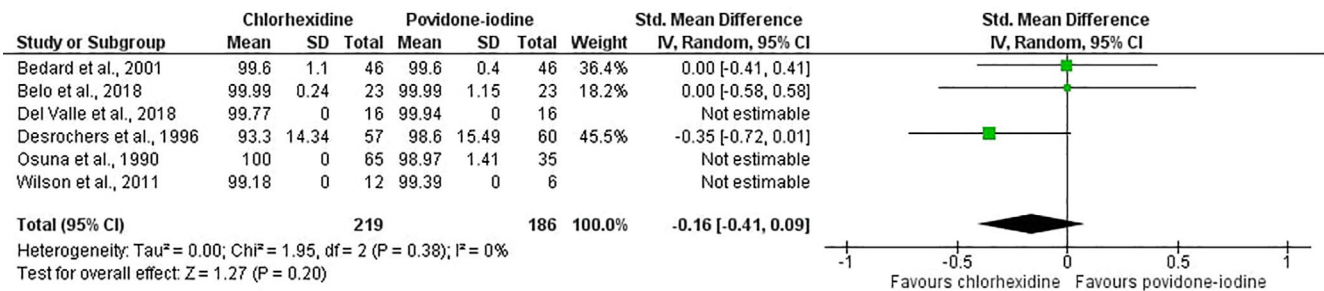 Chlorhexidine Povidone-iodine Std. Mean Difference Std. Mean Difference
Study or Subgroup Mean SD Total Mean SD Total Weight IV, Random, 95% CI IV, Random, 95% CI
Bedard et al., 2001 99.6 1.1 46 99.6 0.4 46 36.4% 0.00 [-0.41, 0.41]
Belo et al., 2018 99.99 0.24 23 99.99 1.15 23 18.2% 0.00 [-0.58, 0.58]
Del Valle et al., 2018 99.77 0 16 99.94 0 16 Not estimable
Desrochers et al., 1996 93.3 14.34 57 98.6 15.49 60 45.5% -0.35 [-0.72, 0.01]
Osuna et al., 1990 100 0 65 98.97 1.41 35 Not estimable
Wilson et al., 2011 99.18 0 12 99.39 0 6 Not estimable
Total (95% CI) 219 186 100.0% -0.16 [-0.41, 0.09]
Heterogeneity: Tau² = 0.00; Chi² = 1.95, df = 2 (P = 0.38); I² = 0%
Test for overall effect: Z = 1.27 (P = 0.20)
-1 -0.5 0 0.5 1
Favours chlorhexidine Favours povidone-iodine